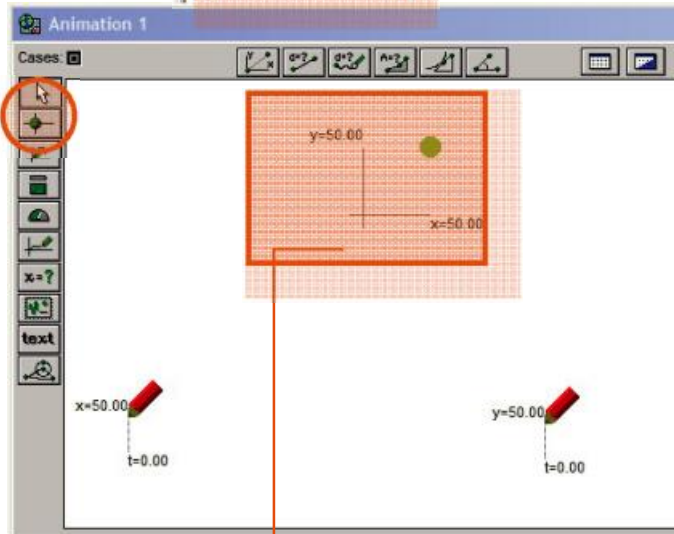 Animation 1
Cases:
y x d=? d=? A=?
y=50.00
x=50.00
x=?
text
x=50.00
t=0.00
y=50.00
t=0.00